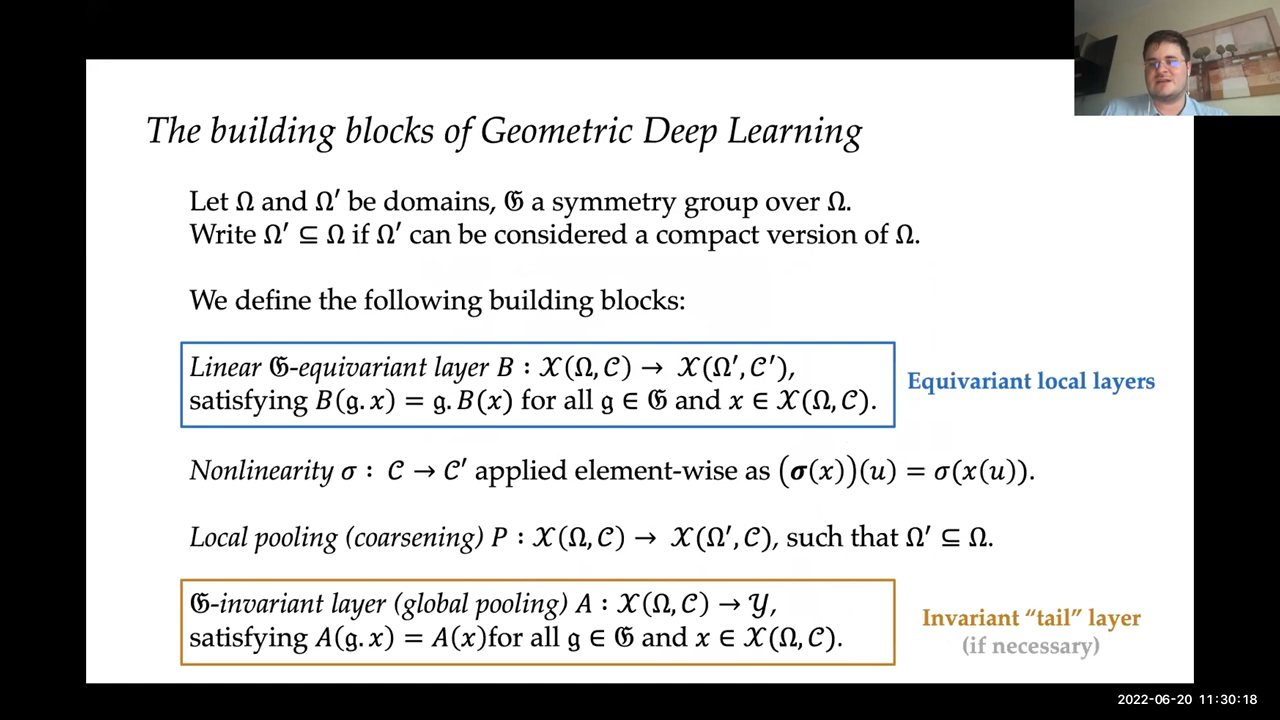 The building blocks of Geometric Deep Learning
Let Ω and Ω′ be domains, 𝔊 a symmetry group over Ω.
Write Ω′ ⊆ Ω if Ω′ can be considered a compact version of Ω.
We define the following building blocks:
Linear 𝔊-equivariant layer B : 𝒳(Ω, 𝒞) → 𝒳(Ω′, 𝒞′),
satisfying B(𝔤. x) = 𝔤. B(x) for all 𝔤 ∈ 𝔊 and x ∈ 𝒳(Ω, 𝒞).
Equivariant local layers
Nonlinearity σ : 𝒞 → 𝒞′ applied element-wise as (𝝈(x))(u) = σ(x(u)).
Local pooling (coarsening) P : 𝒳(Ω, 𝒞) → 𝒳(Ω′, 𝒞), such that Ω′ ⊆ Ω.
𝔊-invariant layer (global pooling) A : 𝒳(Ω, 𝒞) → 𝒴,
satisfying A(𝔤. x) = A(x)for all 𝔤 ∈ 𝔊 and x ∈ 𝒳(Ω, 𝒞).
Invariant “tail” layer
(if necessary)
2022-06-20 11:30:18